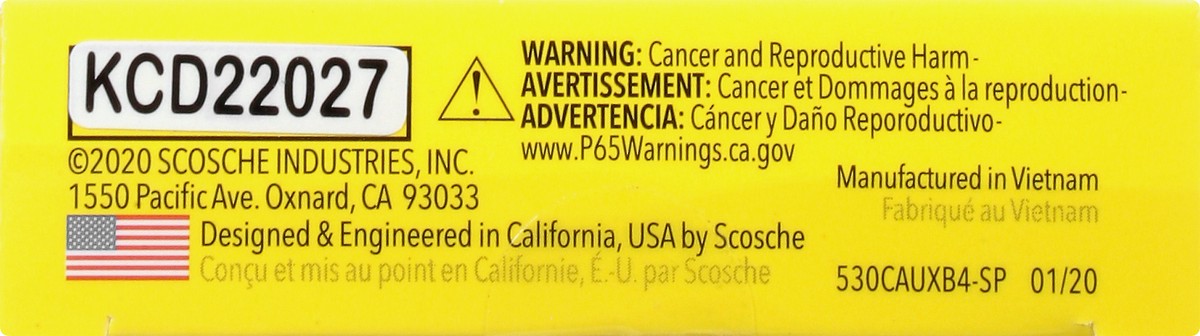 KCD22027
WARNING: Cancer and Reproductive Harm -
AVERTISSEMENT: Cancer et Dommages à la reproduction-
ADVERTENCIA: Cáncer y Daño Reporoductivo-
www.P65Warnings.ca.gov
©2020 SCOSCHE INDUSTRIES, INC.
1550 Pacific Ave. Oxnard, CA 93033
Designed & Engineered in California, USA by Scosche
Conçu et mis au point en Californie, É.-U. par Scosche
Manufactured in Vietnam
Fabriqué au Vietnam
530CAUXB4-SP 01/20